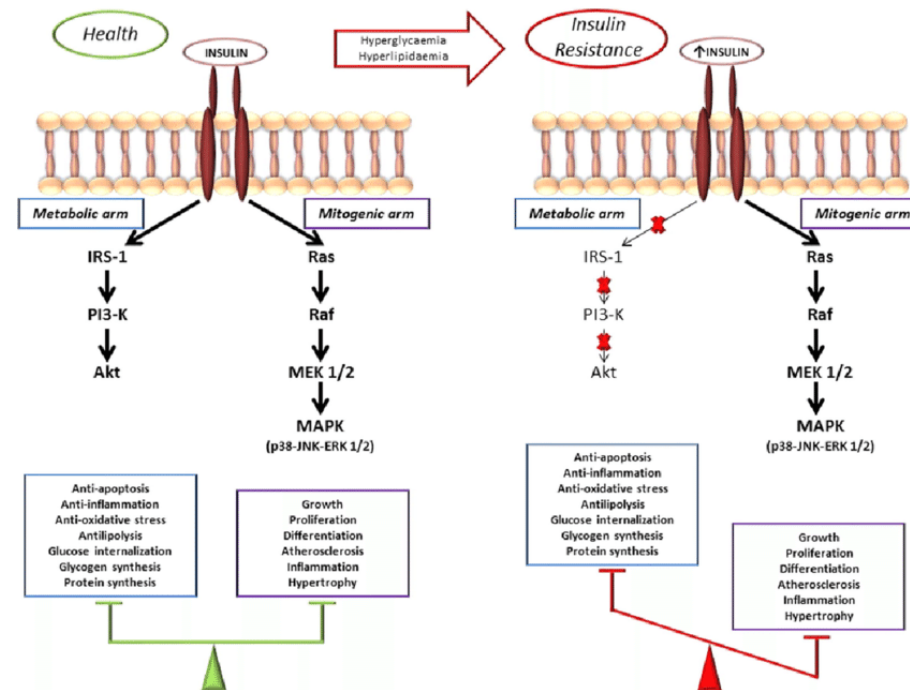 Health
INSULIN
Hyperglycaemia
Hyperlipidaemia
Insulin
Resistance
↑INSULIN
Metabolic arm
Mitogenic arm
IRS-1
PI3-K
Akt
Ras
Raf
MEK 1/2
MAPK
(p38-JNK-ERK 1/2)
Metabolic arm
Mitogenic arm
IRS-1
PI3-K
Akt
Ras
Raf
MEK 1/2
MAPK
(p38-JNK-ERK 1/2)
Anti-apoptosis
Anti-inflammation
Anti-oxidative stress
Antilipolysis
Glucose internalization
Glycogen synthesis
Protein synthesis
Growth
Proliferation
Differentiation
Atherosclerosis
Inflammation
Hypertrophy
Anti-apoptosis
Anti-inflammation
Anti-oxidative stress
Antilipolysis
Glucose internalization
Glycogen synthesis
Protein synthesis
Growth
Proliferation
Differentiation
Atherosclerosis
Inflammation
Hypertrophy